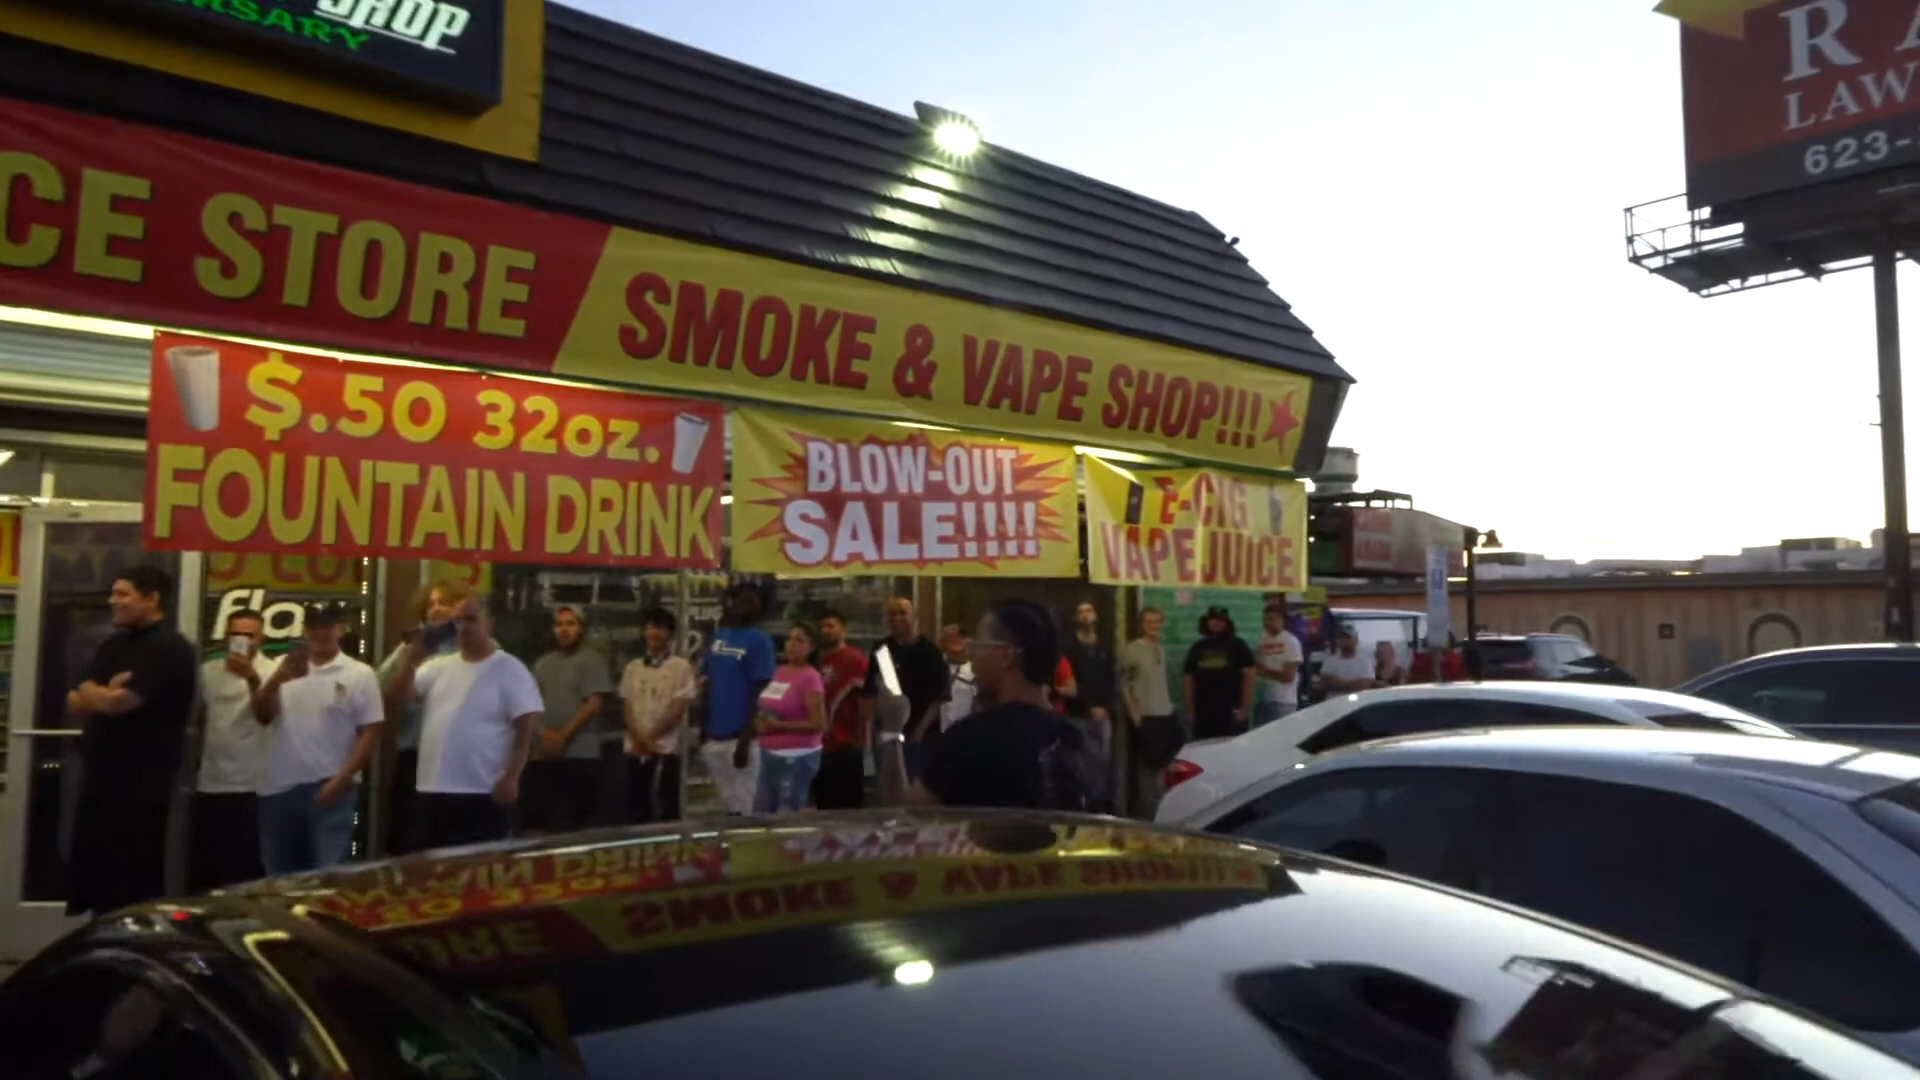 SHOP
CE STORE
SMOKE & VAPE SHOP!!!
$.50 32oz.
FOUNTAIN DRINK
BLOW-OUT
SALE!!!!
E-CIG
VAPE JUICE
R
LAW
623-